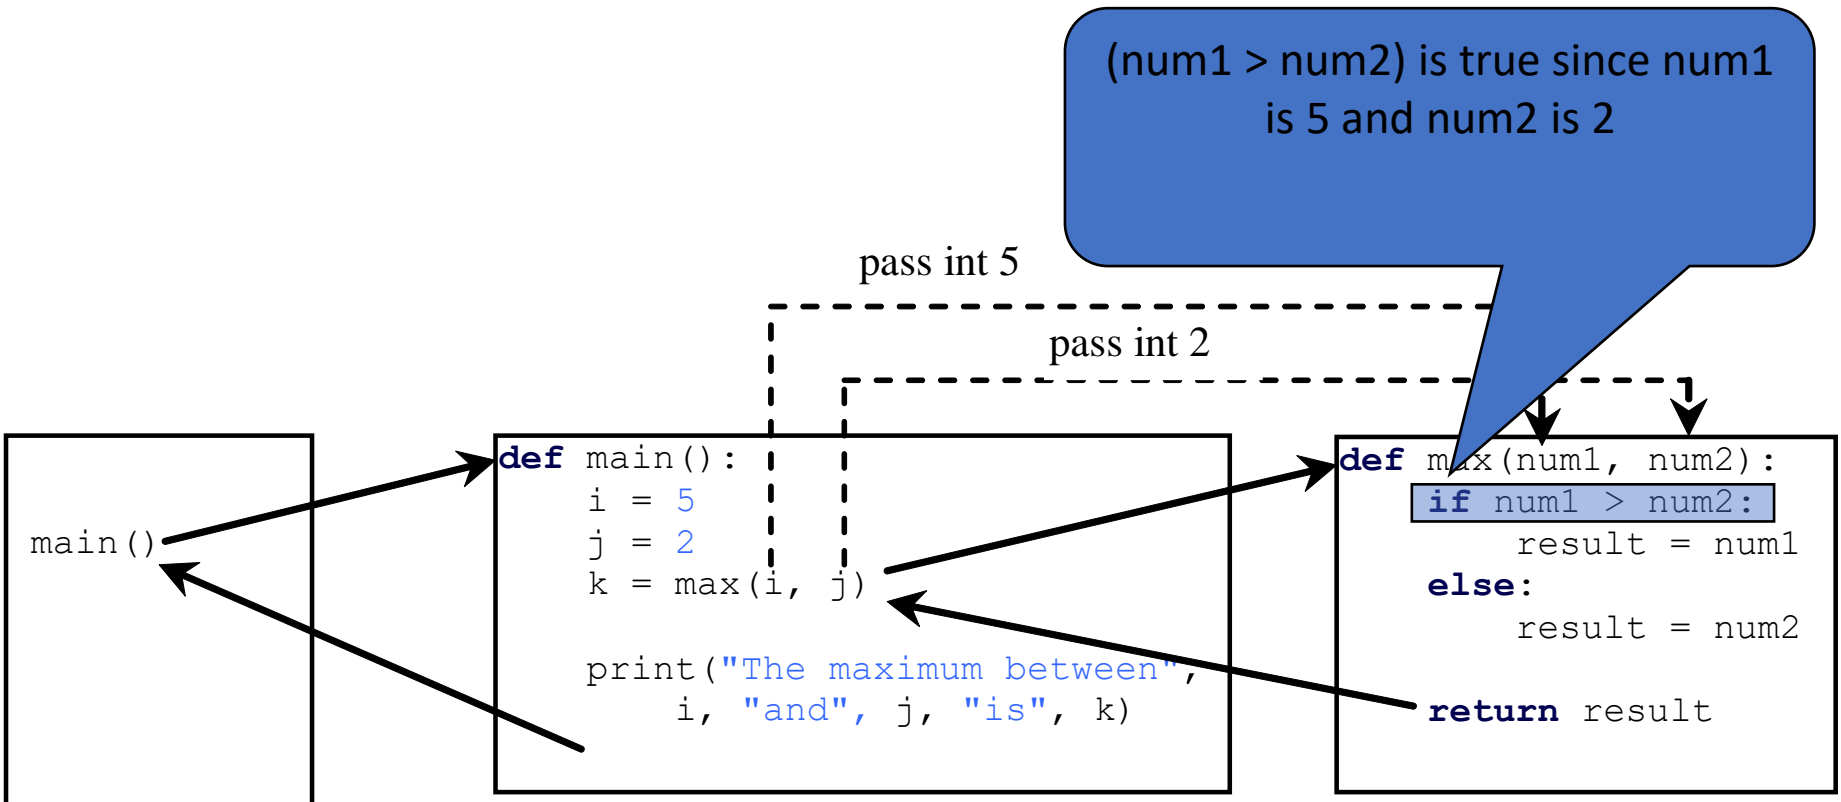 (num1 > num2) is true since num1
is 5 and num2 is 2
pass int 5
pass int 2
main()
def main():
    i = 5
    j = 2
    k = max(i, j)
    print("The maximum between",
        i, "and", j, "is", k)
def max(num1, num2):
    if num1 > num2:
        result = num1
    else:
        result = num2
    return result